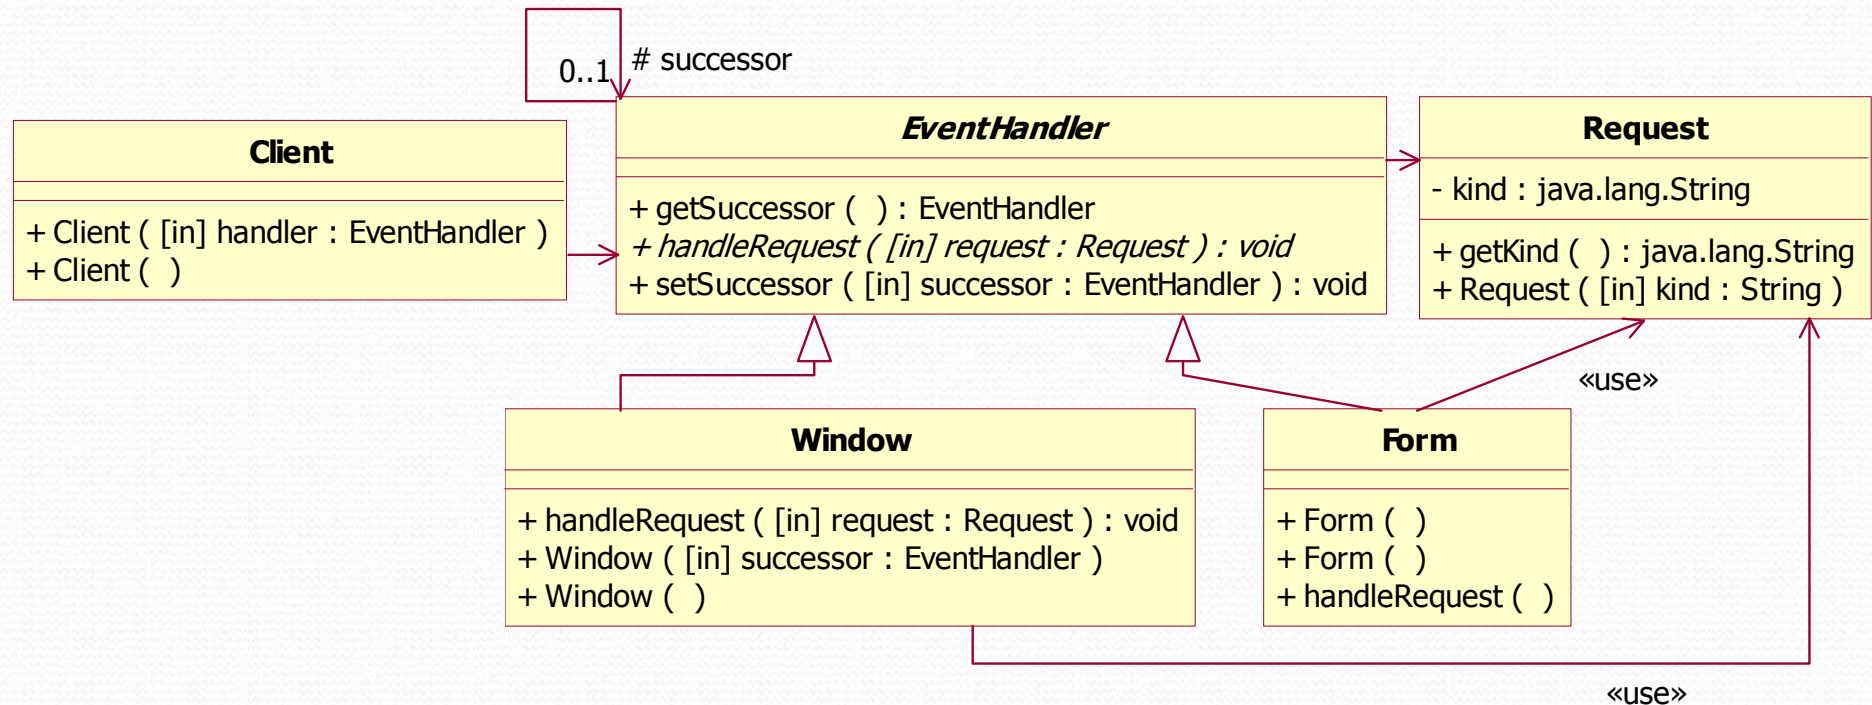 0..1
# successor
Client
+ Client ( [in] handler : EventHandler )
+ Client ( )
EventHandler
+ getSuccessor ( ) : EventHandler
+ handleRequest ( [in] request : Request ) : void
+ setSuccessor ( [in] successor : EventHandler ) : void
Request
- kind : java.lang.String
+ getKind ( ) : java.lang.String
+ Request ( [in] kind : String )
«use»
Window
+ handleRequest ( [in] request : Request ) : void
+ Window ( [in] successor : EventHandler )
+ Window ( )
Form
+ Form ( )
+ Form ( )
+ handleRequest ( )
«use»